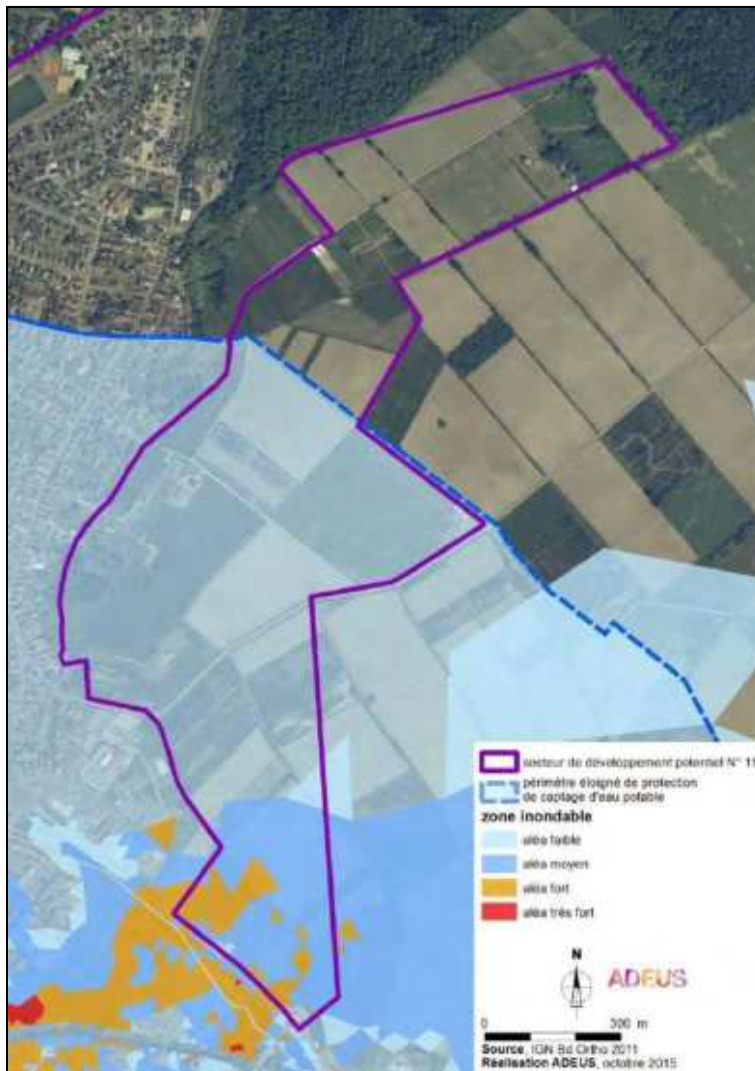 secteur de développement potentiel N° 11
périmètre éloigné de protection
de captage d'eau potable
zone inondable
aléa faible
aléa moyen
aléa fort
aléa très fort
N
ADEUS
0 300 m
Source, IGN Bd Ortho 2011
Réalisation ADEUS, octobre 2015